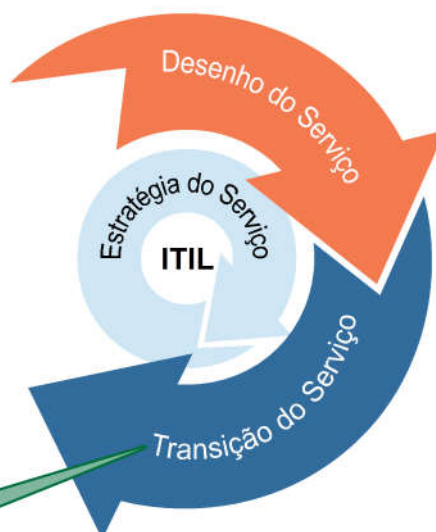 Desenho do Serviço
Estratégia do Serviço
ITIL
Transição do Serviço